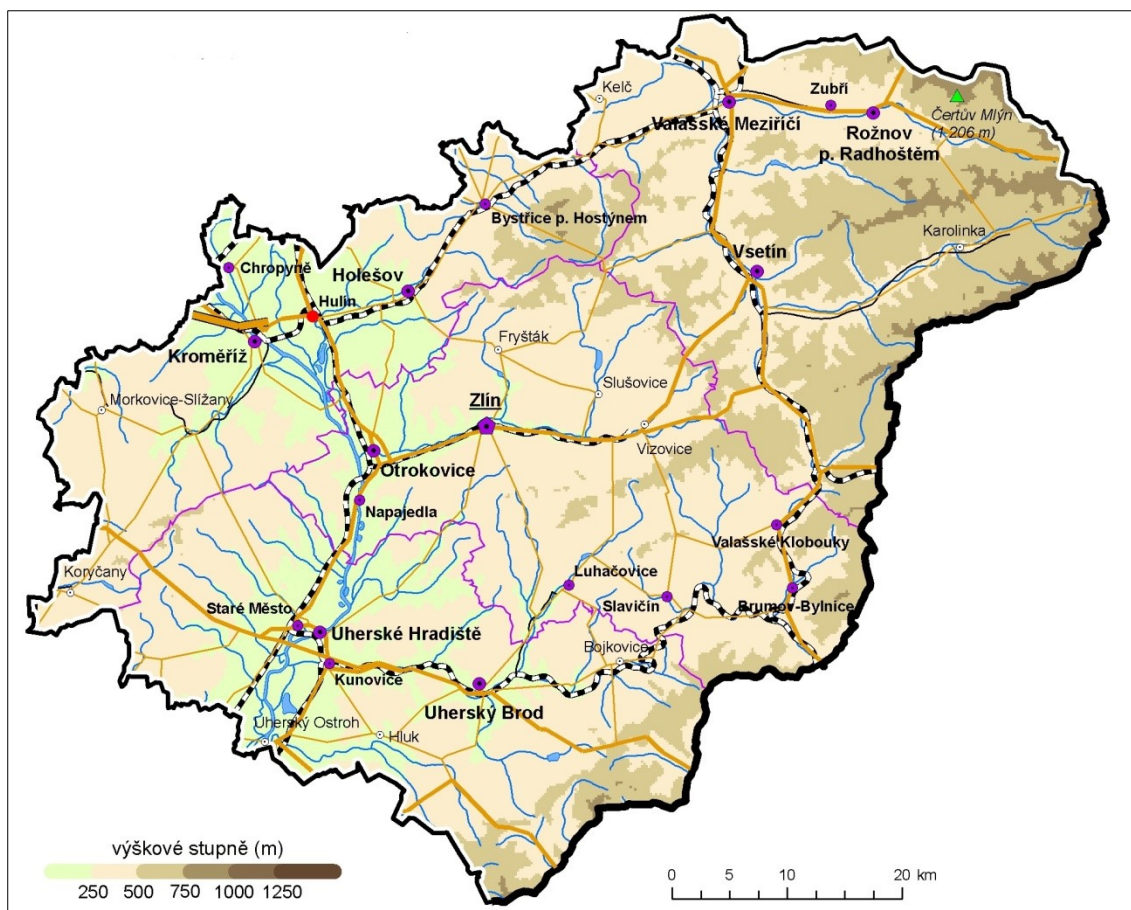 Kelč
Zubří
Valašské Meziříčí
Čertův Mlýn
(1 206 m)
Rožnov
p. Radhoštěm
Bystřice p. Hostýnem
Karolinka
Vsetín
Chropyně
Holešov
Hulín
Kroměříž
Fryšták
Slušovice
Morkovice-Slížany
Zlín
Vizovice
Otrokovice
Napajedla
Valašské Klobouky
Koryčany
Luhačovice
Slavičín
Brumov-Bylnice
Staré Město
Uherské Hradiště
Bojkovice
Kunovice
Uherský Brod
Uherský Ostroh
Hluk
výškové stupně (m)
250 500 750 1000 1250
0 5 10 20 km